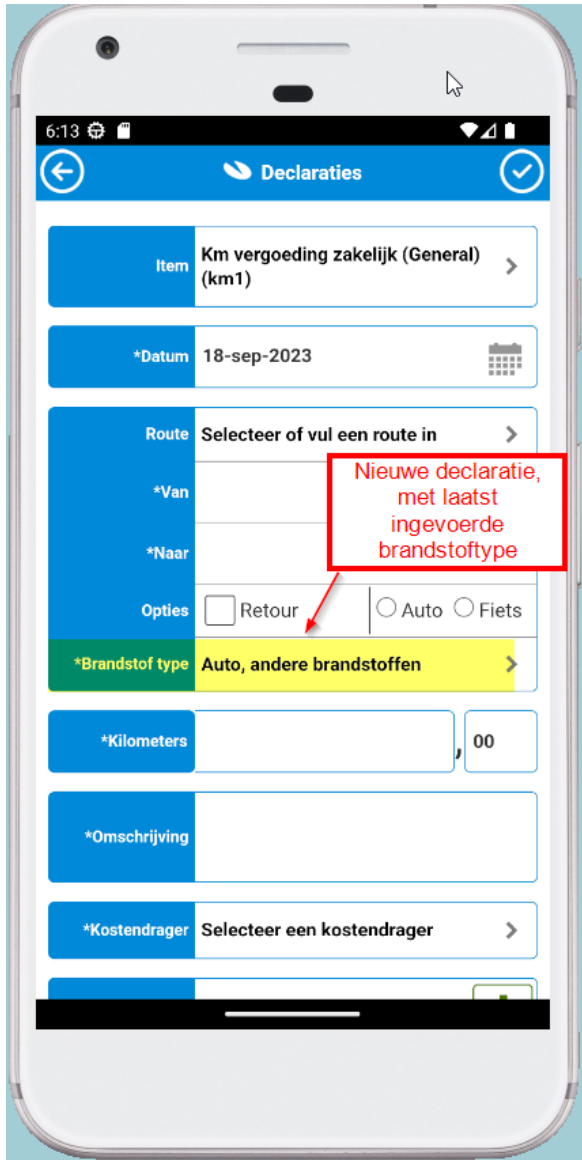 6:13
Declaraties
Item
Km vergoeding zakelijk (General)
(km1)
*Datum
18-sep-2023
Route
Selecteer of vul een route in
Nieuwe declaratie,
met laatst
ingevoerde
brandstoftype
*Van
*Naar
Opties
Retour
Auto
Fiets
*Brandstof type
Auto, andere brandstoffen
*Kilometers
, 00
*Omschrijving
*Kostendrager
Selecteer een kostendrager